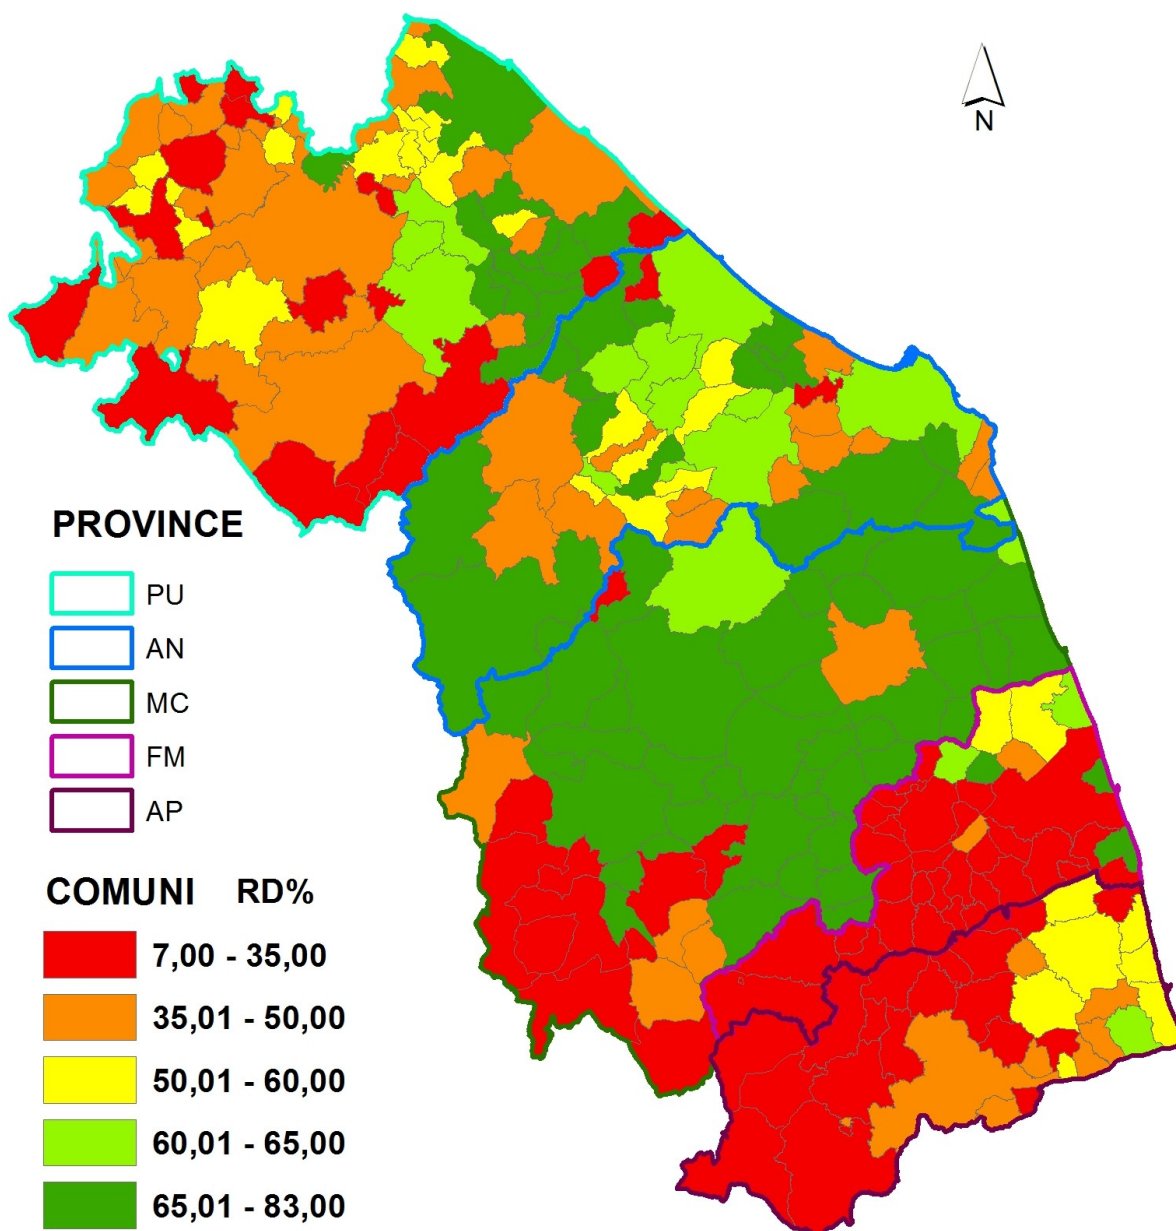 N
PROVINCE
PU
AN
MC
FM
AP
COMUNI RD%
7,00 - 35,00
35,01 - 50,00
50,01 - 60,00
60,01 - 65,00
65,01 - 83,00